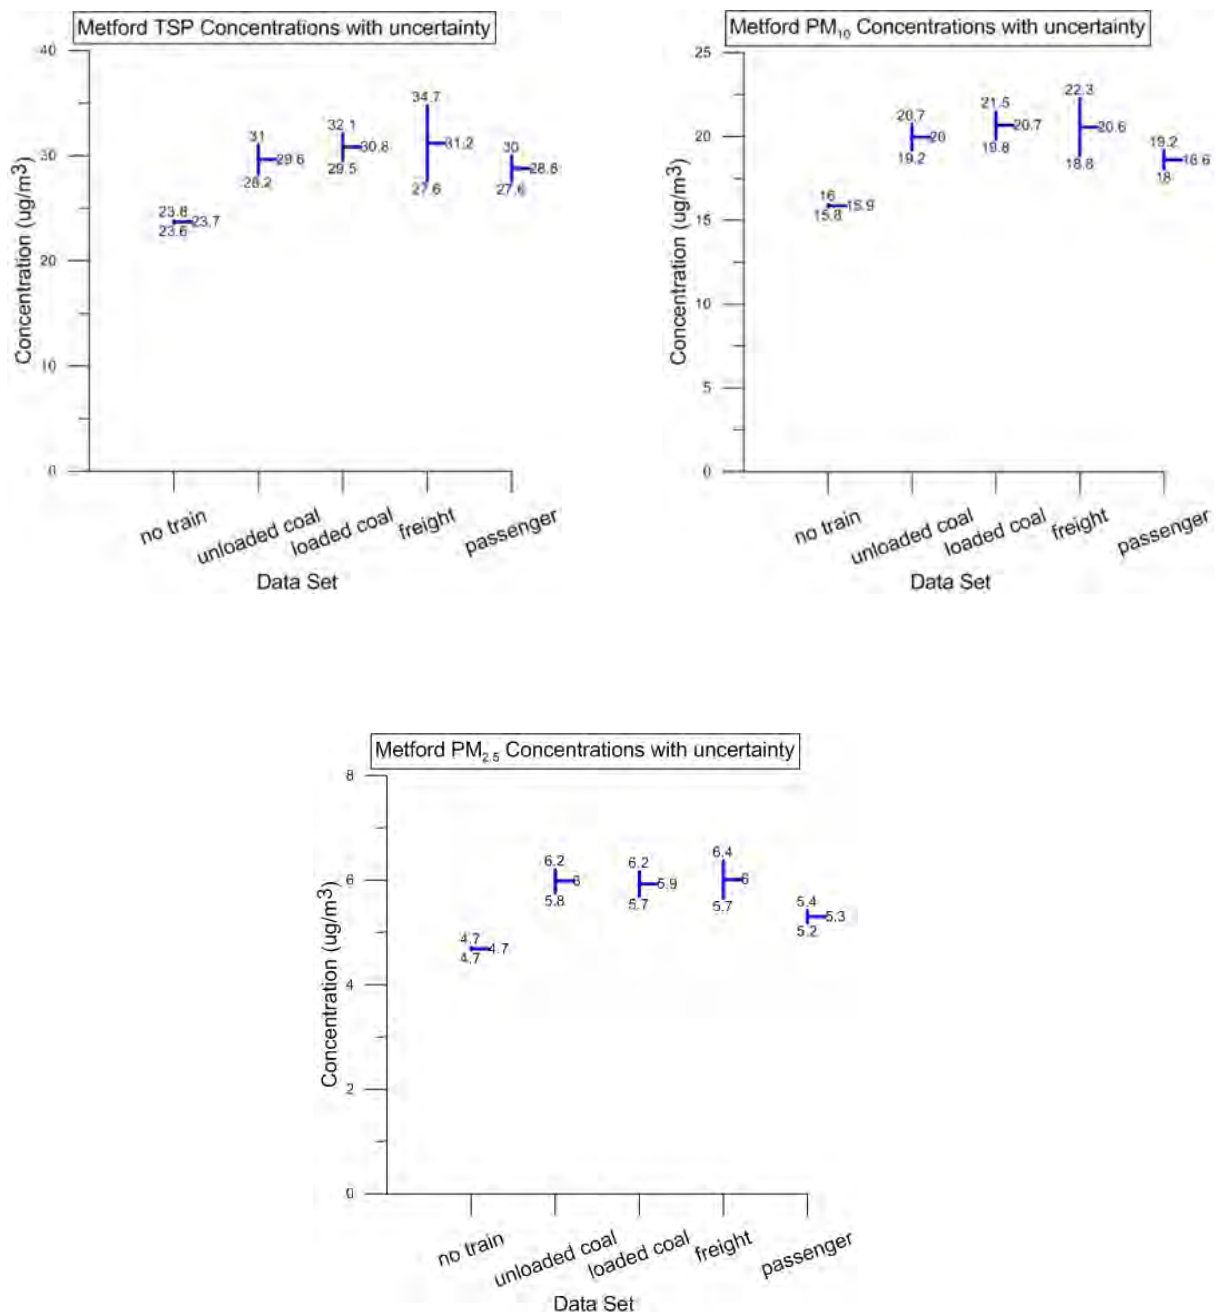 Metford TSP Concentrations with uncertainty
40
30
20
10
0
Concentration (ug/m3)
23.8
23.7
23.6
31
29.6
28.2
32.1
30.8
29.5
34.7
31.2
27.6
30
28.8
27.6
no train
unloaded coal
loaded coal
freight
passenger
Data Set
Metford PM10 Concentrations with uncertainty
25
20
15
10
5
0
Concentration (ug/m3)
16
15.9
15.8
20.7
20
19.2
21.5
20.7
19.8
22.3
20.6
18.8
19.2
18.6
18
no train
unloaded coal
loaded coal
freight
passenger
Data Set
Metford PM2.5 Concentrations with uncertainty
8
6
4
2
0
Concentration (ug/m3)
4.7
4.7
4.7
6.2
6
5.8
6.2
5.9
5.7
6.4
6
5.7
5.4
5.3
5.2
no train
unloaded coal
loaded coal
freight
passenger
Data Set